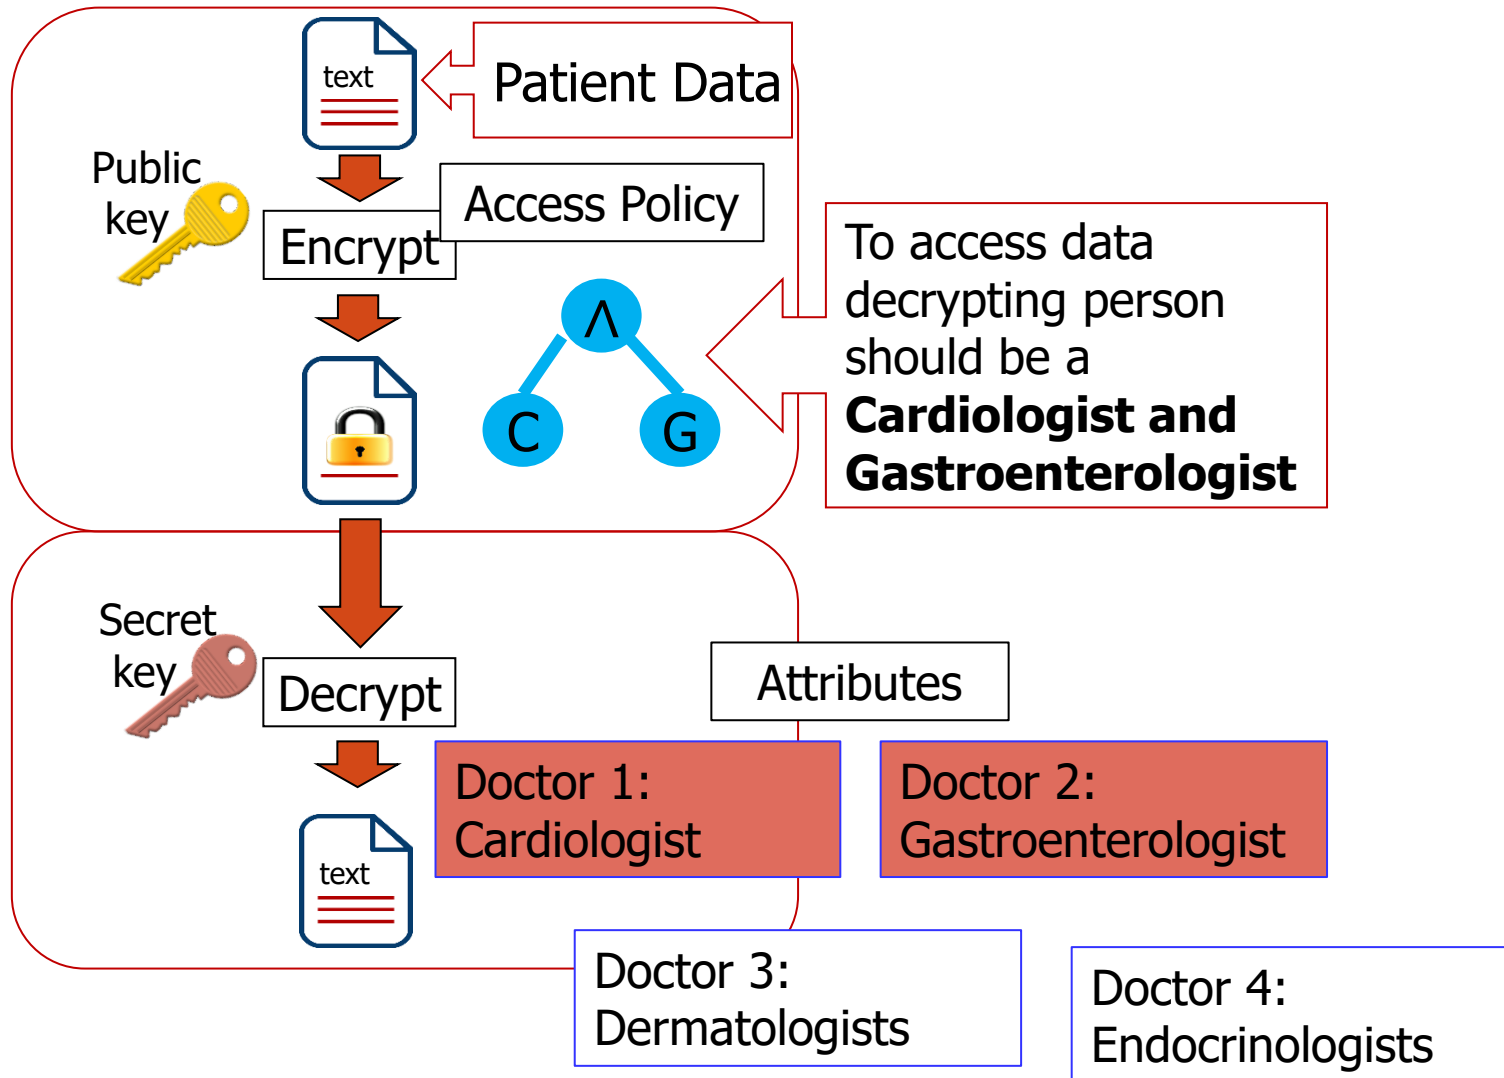 text
Patient Data
Public
key
Access Policy
Encrypt
Λ
C
G
To access data
decrypting person
should be a
Cardiologist and
Gastroenterologist
Secret
key
Decrypt
Attributes
Doctor 1:
Cardiologist
Doctor 2:
Gastroenterologist
text
Doctor 3:
Dermatologists
Doctor 4:
Endocrinologists